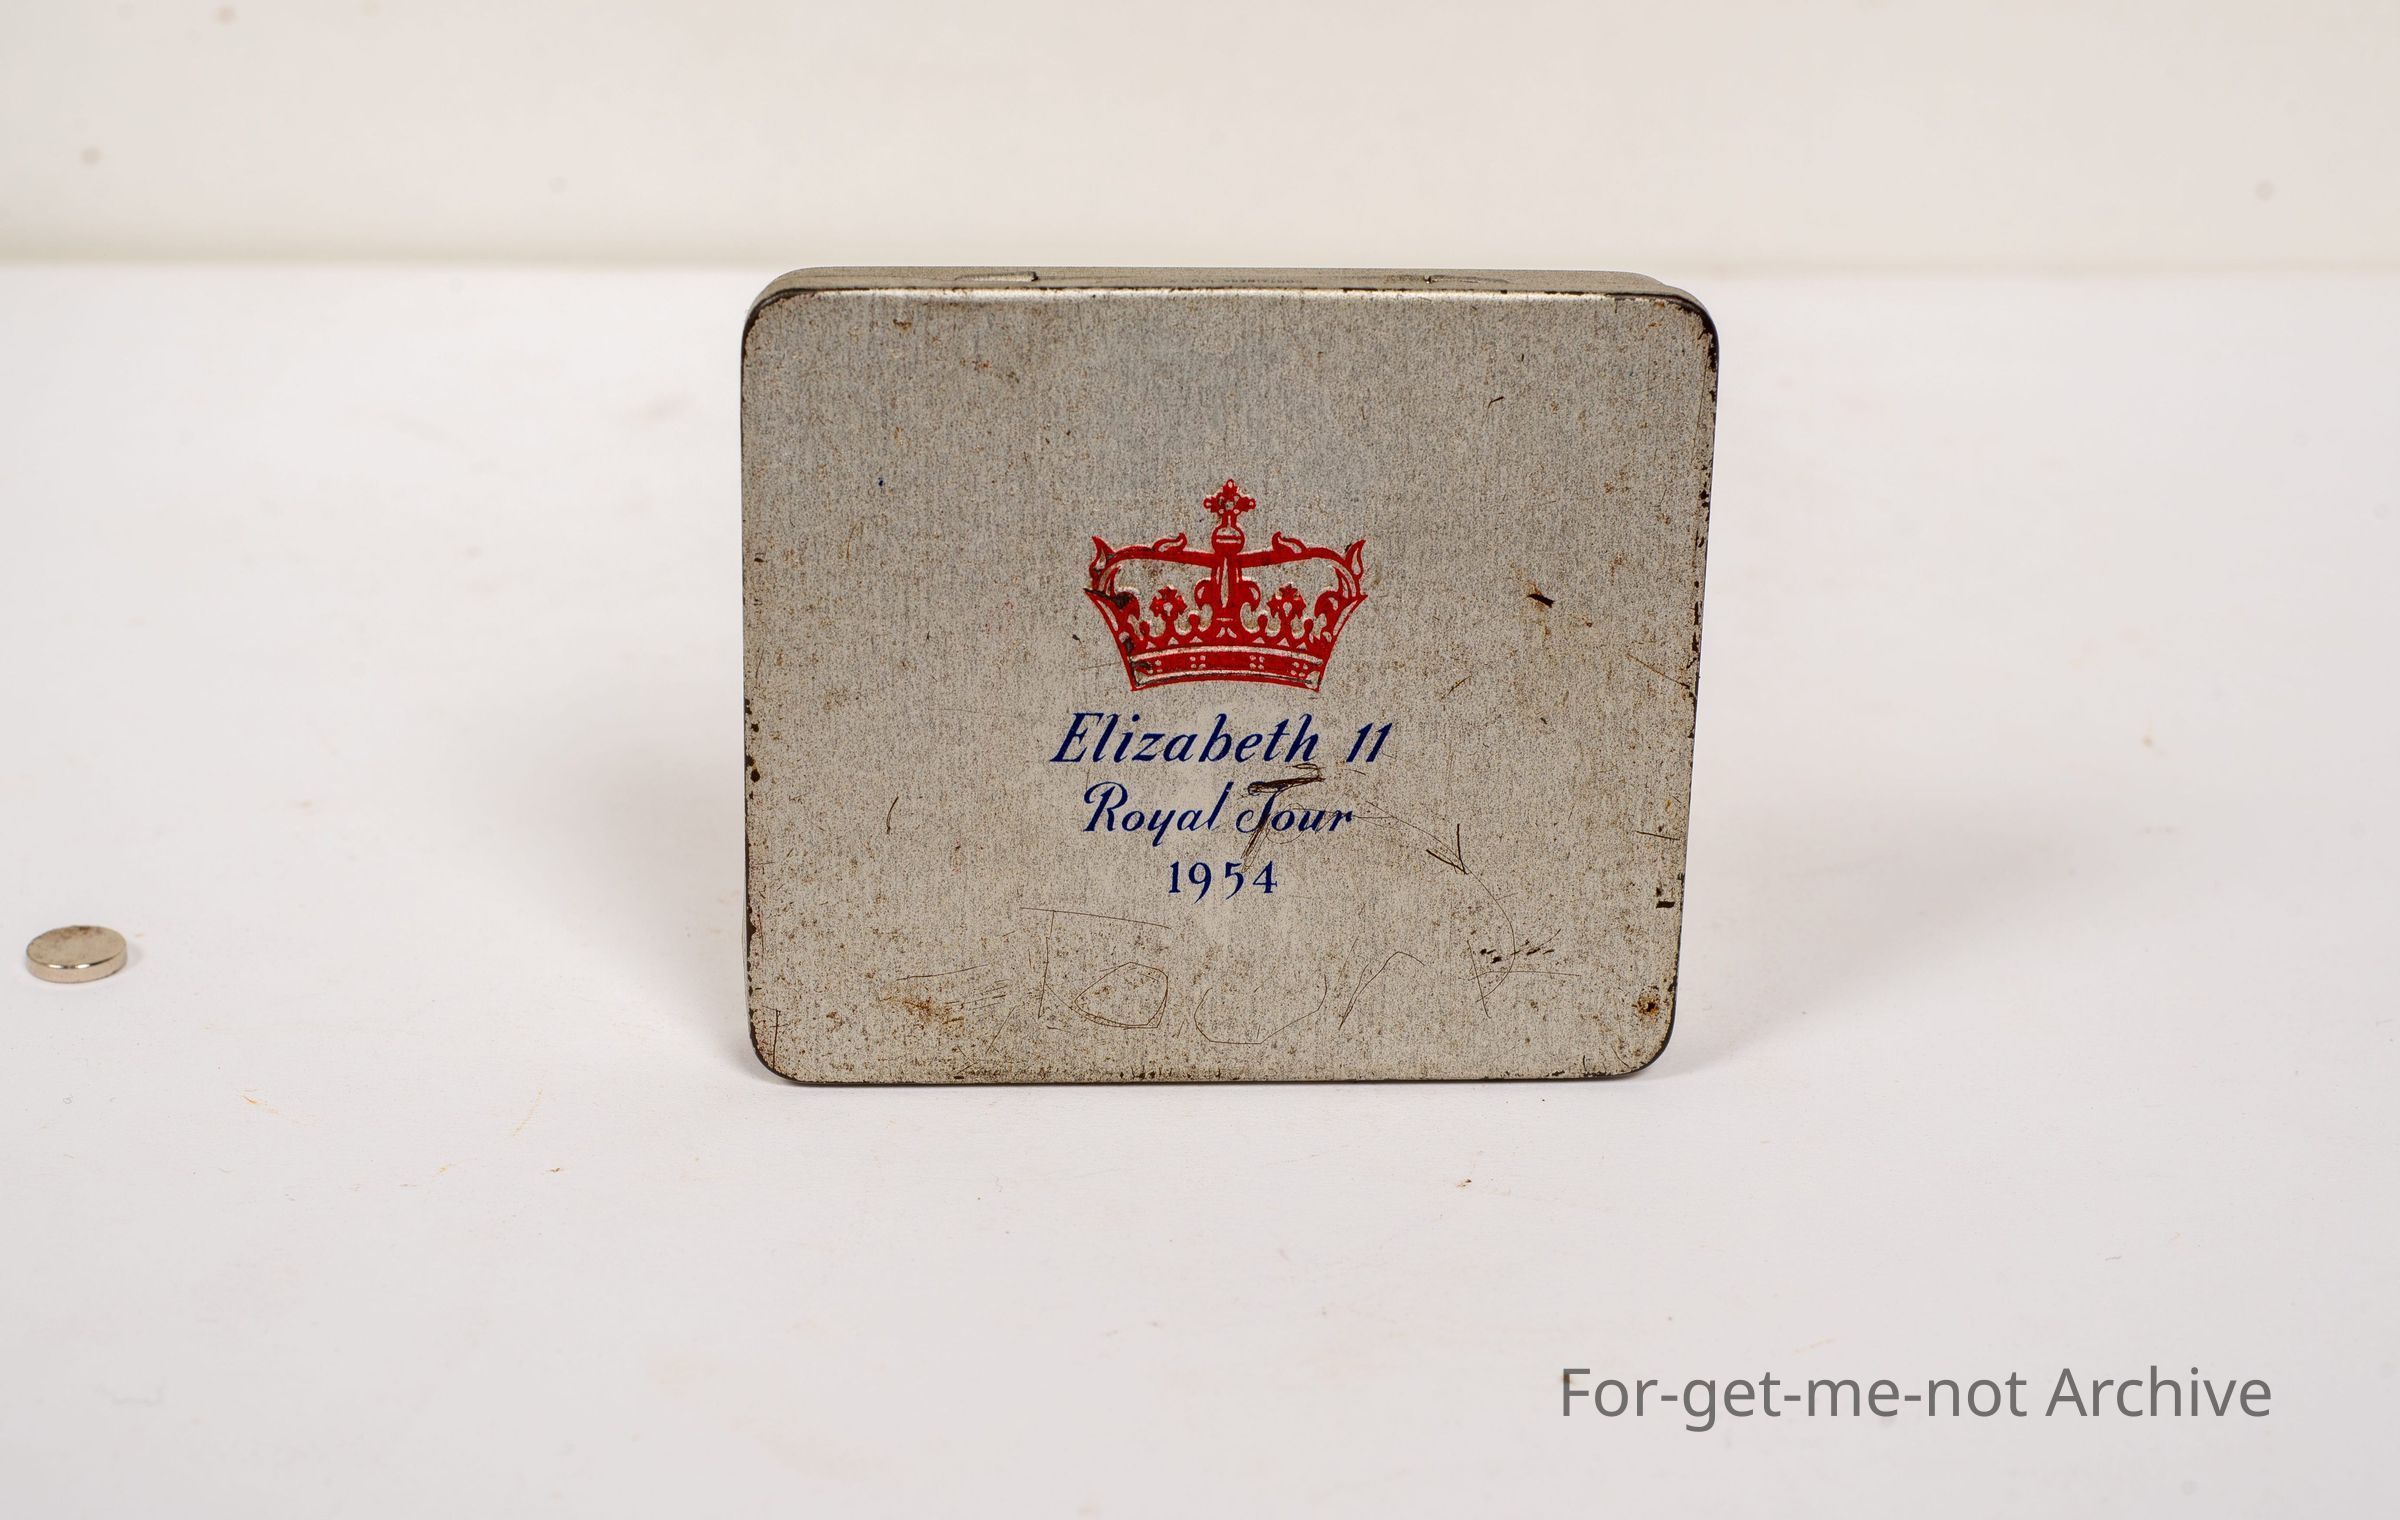 Elizabeth 11
Royal Tour
1954
For-get-me-not Archive